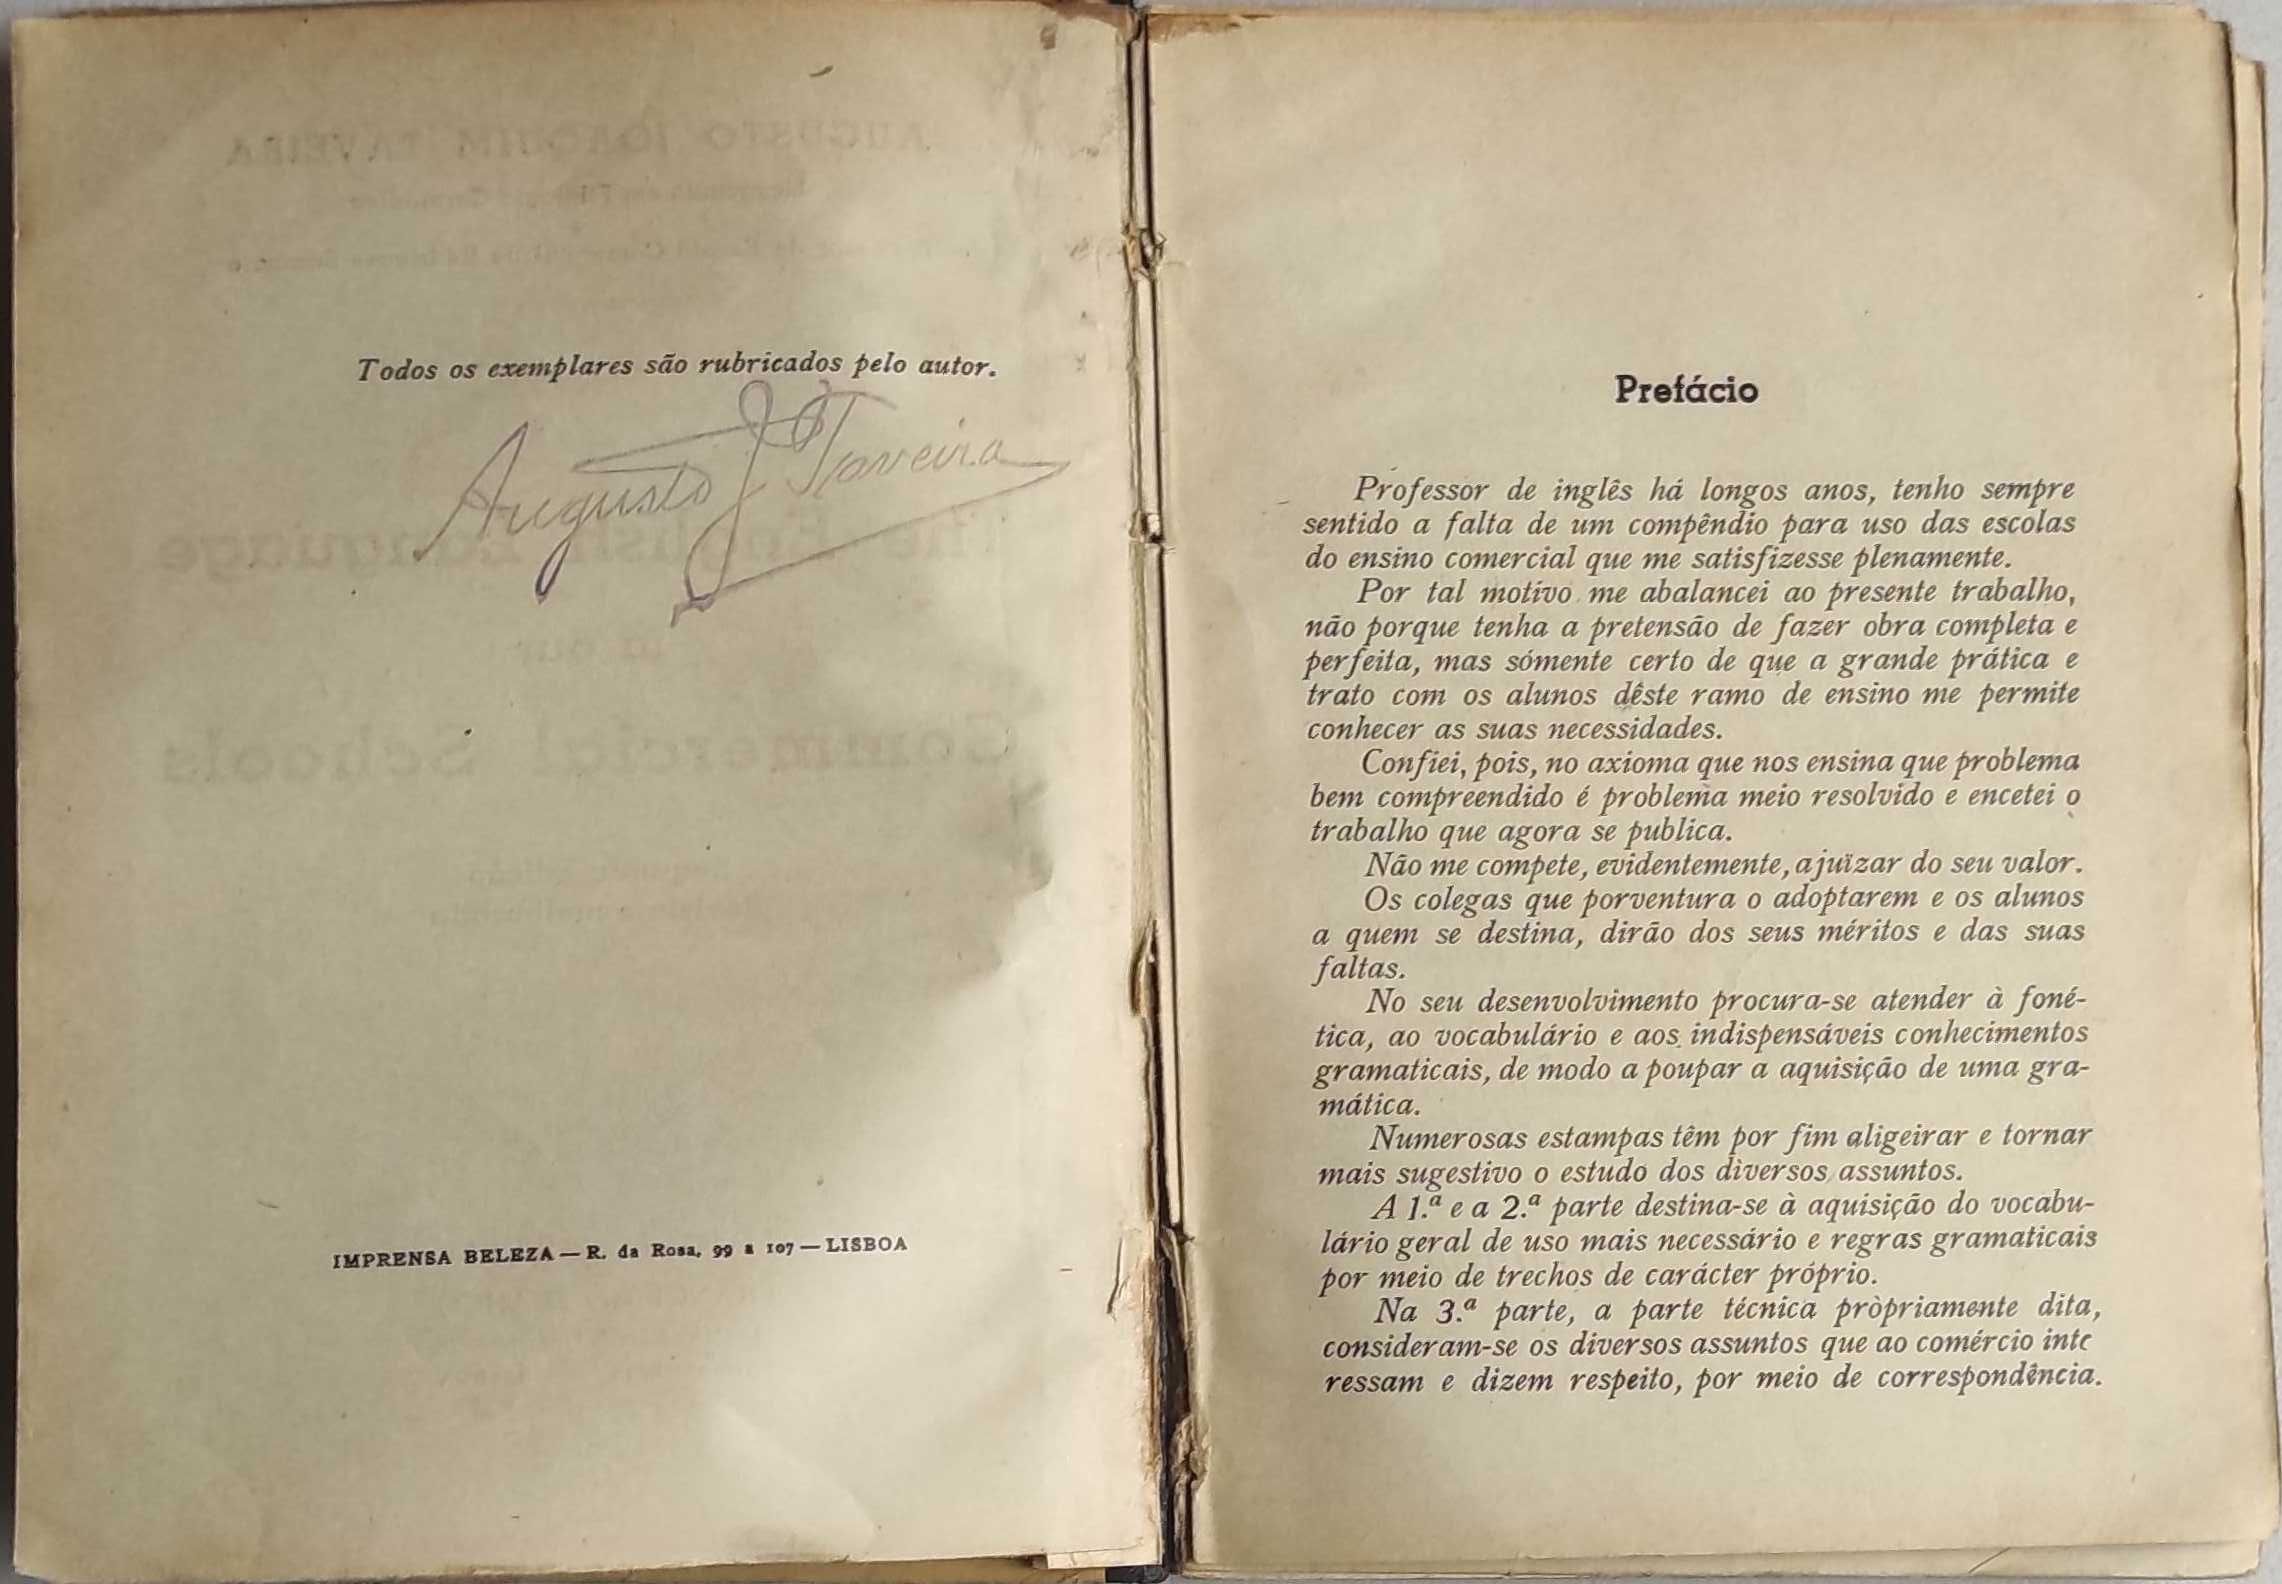 Todos os exemplares são rubricados pelo autor.
Augusto J Taveira
IMPRENSA BELEZA — R. da Rosa, 99 a 107 — LISBOA
Prefácio
Professor de inglês há longos anos, tenho sempre
sentido a falta de um compêndio para uso das escolas
do ensino comercial que me satisfizesse plenamente.
Por tal motivo me abalancei ao presente trabalho,
não porque tenha a pretensão de fazer obra completa e
perfeita, mas sómente certo de que a grande prática e
trato com os alunos dêste ramo de ensino me permite
conhecer as suas necessidades.
Confiei, pois, no axioma que nos ensina que problema
bem compreendido é problema meio resolvido e encetei o
trabalho que agora se publica.
Não me compete, evidentemente, ajuïzar do seu valor.
Os colegas que porventura o adoptarem e os alunos
a quem se destina, dirão dos seus méritos e das suas
faltas.
No seu desenvolvimento procura-se atender à foné-
tica, ao vocabulário e aos indispensáveis conhecimentos
gramaticais, de modo a poupar a aquisição de uma gra-
mática.
Numerosas estampas têm por fim aligeirar e tornar
mais sugestivo o estudo dos diversos assuntos.
A 1.ª e a 2.ª parte destina-se à aquisição do vocabu-
lário geral de uso mais necessário e regras gramaticais
por meio de trechos de carácter próprio.
Na 3.ª parte, a parte técnica pròpriamente dita,
consideram-se os diversos assuntos que ao comércio inte
ressam e dizem respeito, por meio de correspondência.